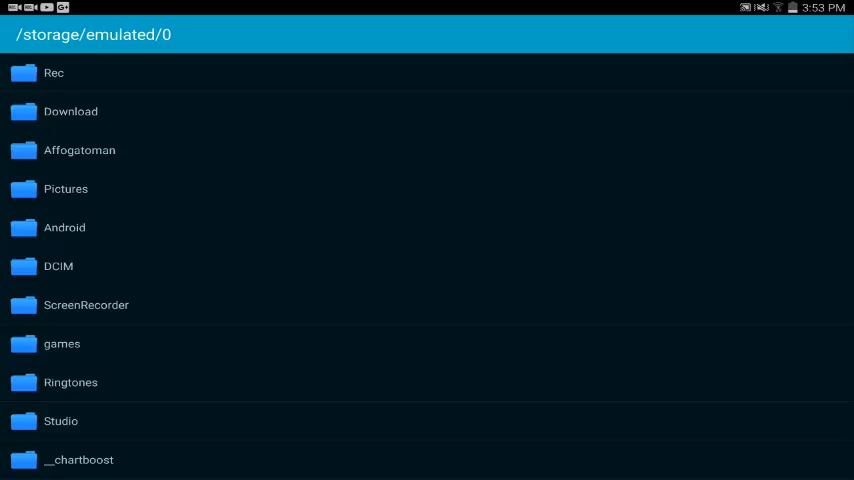 3:53 PM
/storage/emulated/0
Rec
Download
Affogatoman
Pictures
Android
DCIM
ScreenRecorder
games
Ringtones
Studio
__chartboost